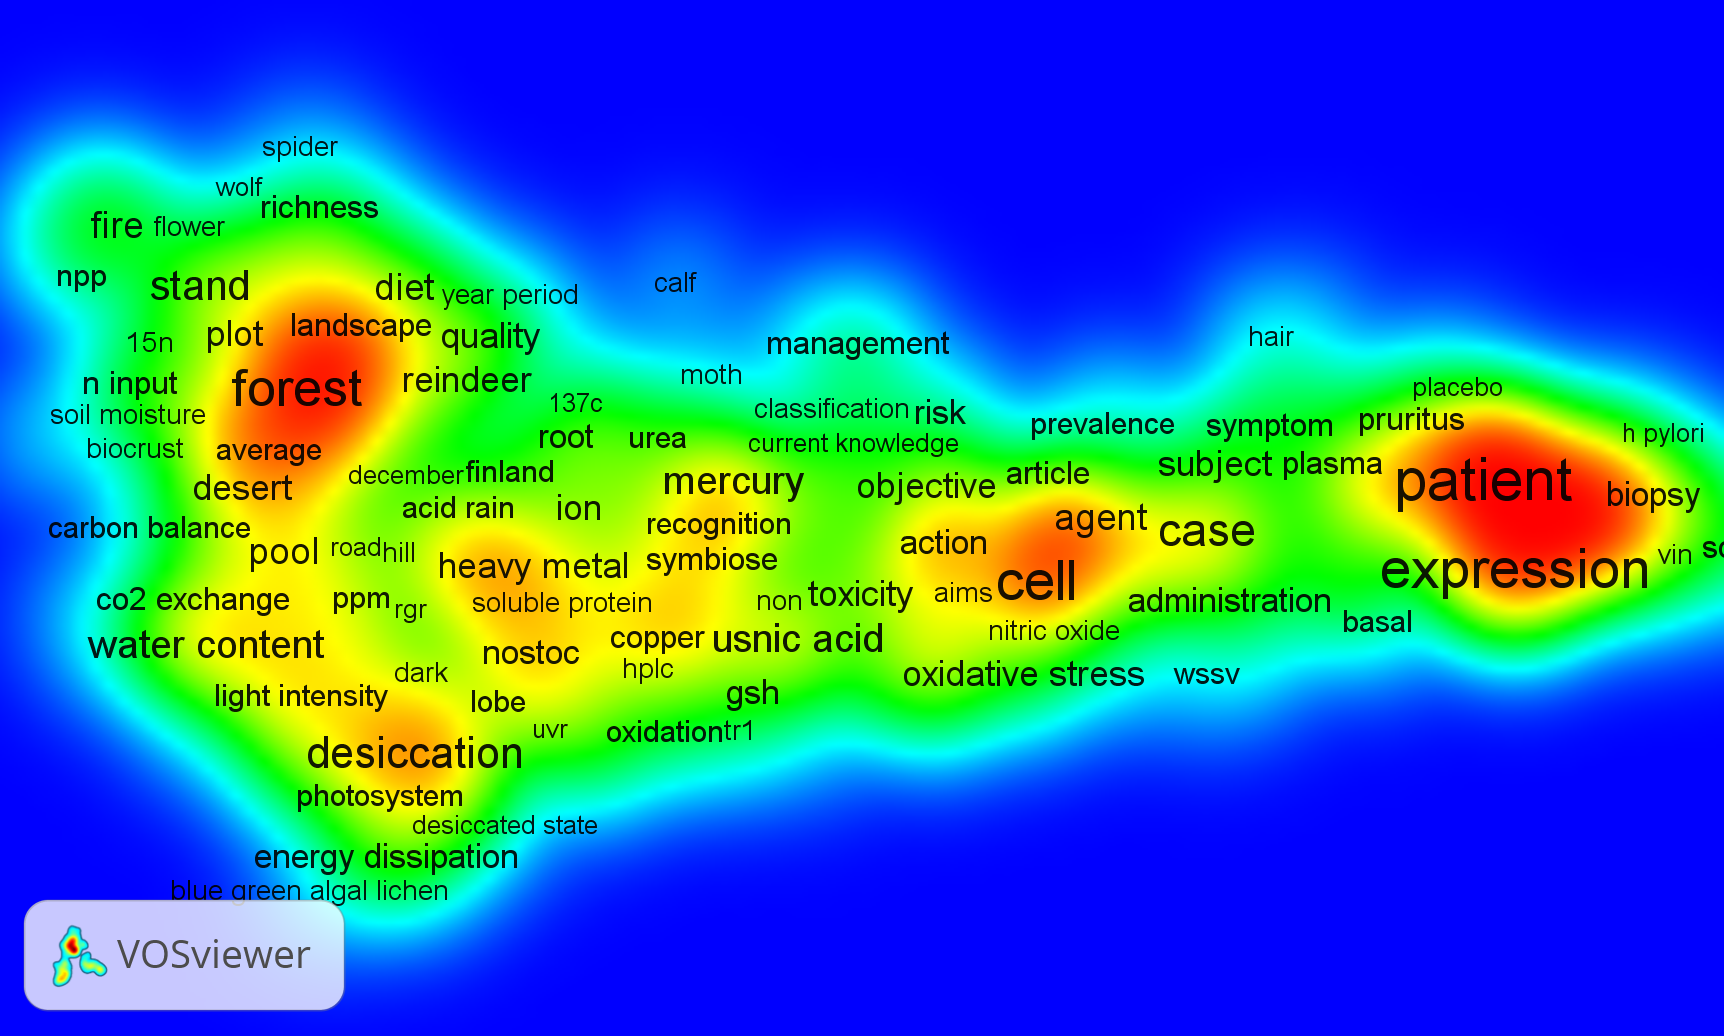 spider
wolf
richness
fire flower
npp
stand
diet
year period
calf
15n
plot
landscape
quality
management
hair
n input
forest
reindeer
moth
placebo
soil moisture
137c
classification
risk
prevalence
symptom
pruritus
h pylori
biocrust
average
root
urea
current knowledge
desert
december
finland
mercury
objective
article
subject
plasma
patient
biopsy
carbon balance
acid rain
ion
recognition
agent
case
pool
road
hill
heavy metal
symbiose
action
cell
expression
vin
co2 exchange
ppm
rgr
soluble protein
non
toxicity
aims
administration
basal
water content
nostoc
copper
usnic acid
nitric oxide
dark
hplc
oxidative stress
wssv
light intensity
lobe
gsh
desiccation
uvr
oxidation
tr1
photosystem
desiccated state
energy dissipation
blue green algal lichen
VOSviewer